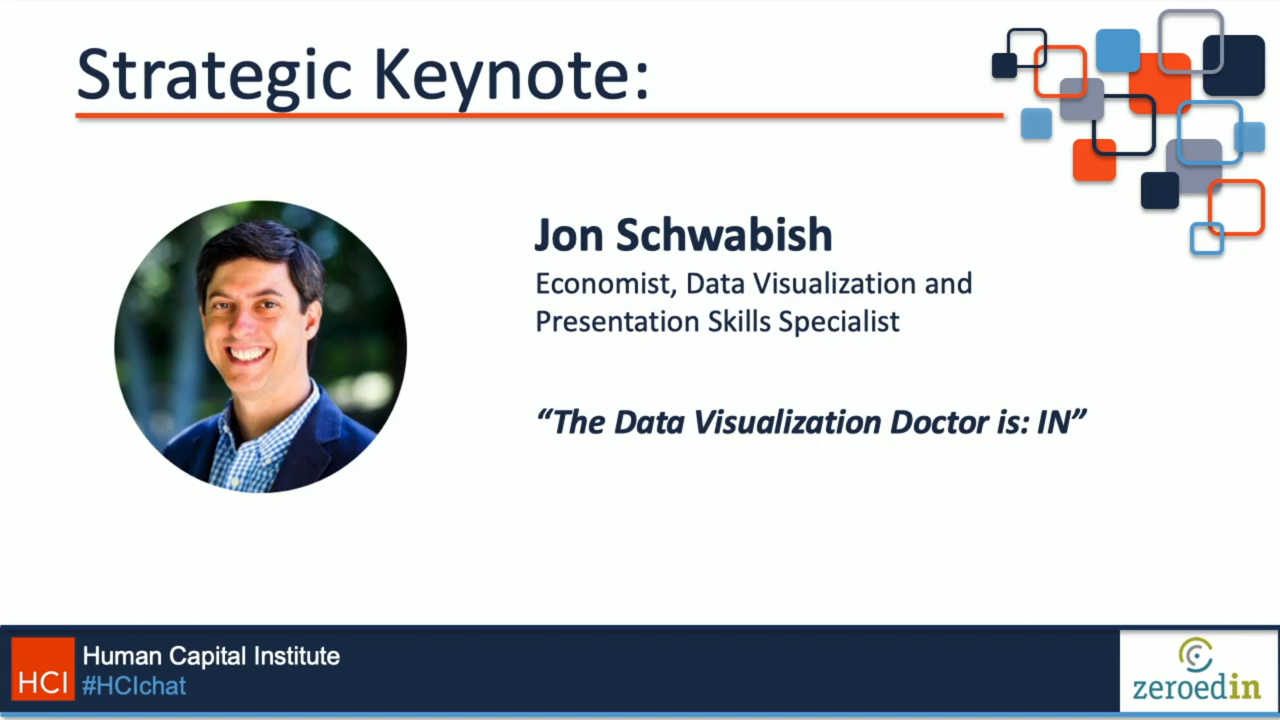 Strategic Keynote:
Jon Schwabish
Economist, Data Visualization and
Presentation Skills Specialist
“The Data Visualization Doctor is: IN”
HCI
Human Capital Institute
#HCIchat
zeroedin